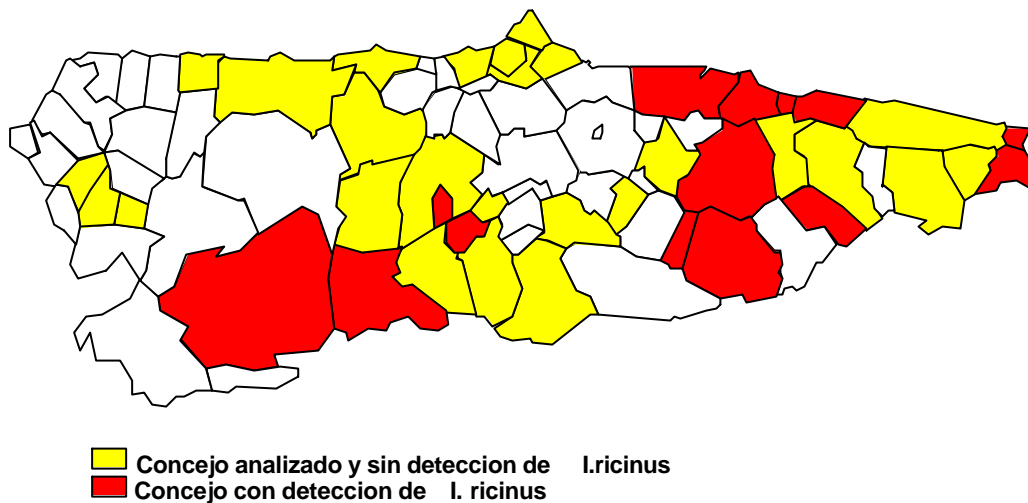 Concejo analizado y sin deteccion de I.ricinus
Concejo con deteccion de I. ricinus